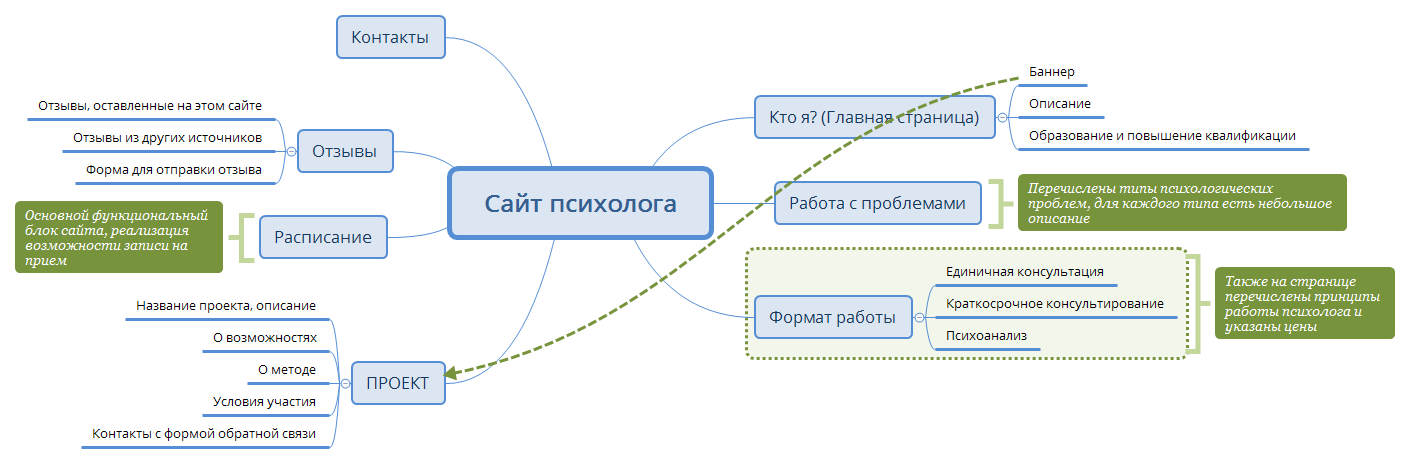 Сайт психолога
Контакты
Отзывы
Отзывы, оставленные на этом сайте
Отзывы из других источников
Форма для отправки отзыва
Расписание
Основной функциональный
блок сайта, реализация
возможности записи на
прием
ПРОЕКТ
Название проекта, описание
О возможностях
О методе
Условия участия
Контакты с формой обратной связи
Кто я? (Главная страница)
Баннер
Описание
Образование и повышение квалификации
Работа с проблемами
Перечислены типы психологических
проблем, для каждого типа есть небольшое
описание
Формат работы
Единичная консультация
Краткосрочное консультирование
Психоанализ
Также на странице
перечислены принципы
работы психолога и
указаны цены